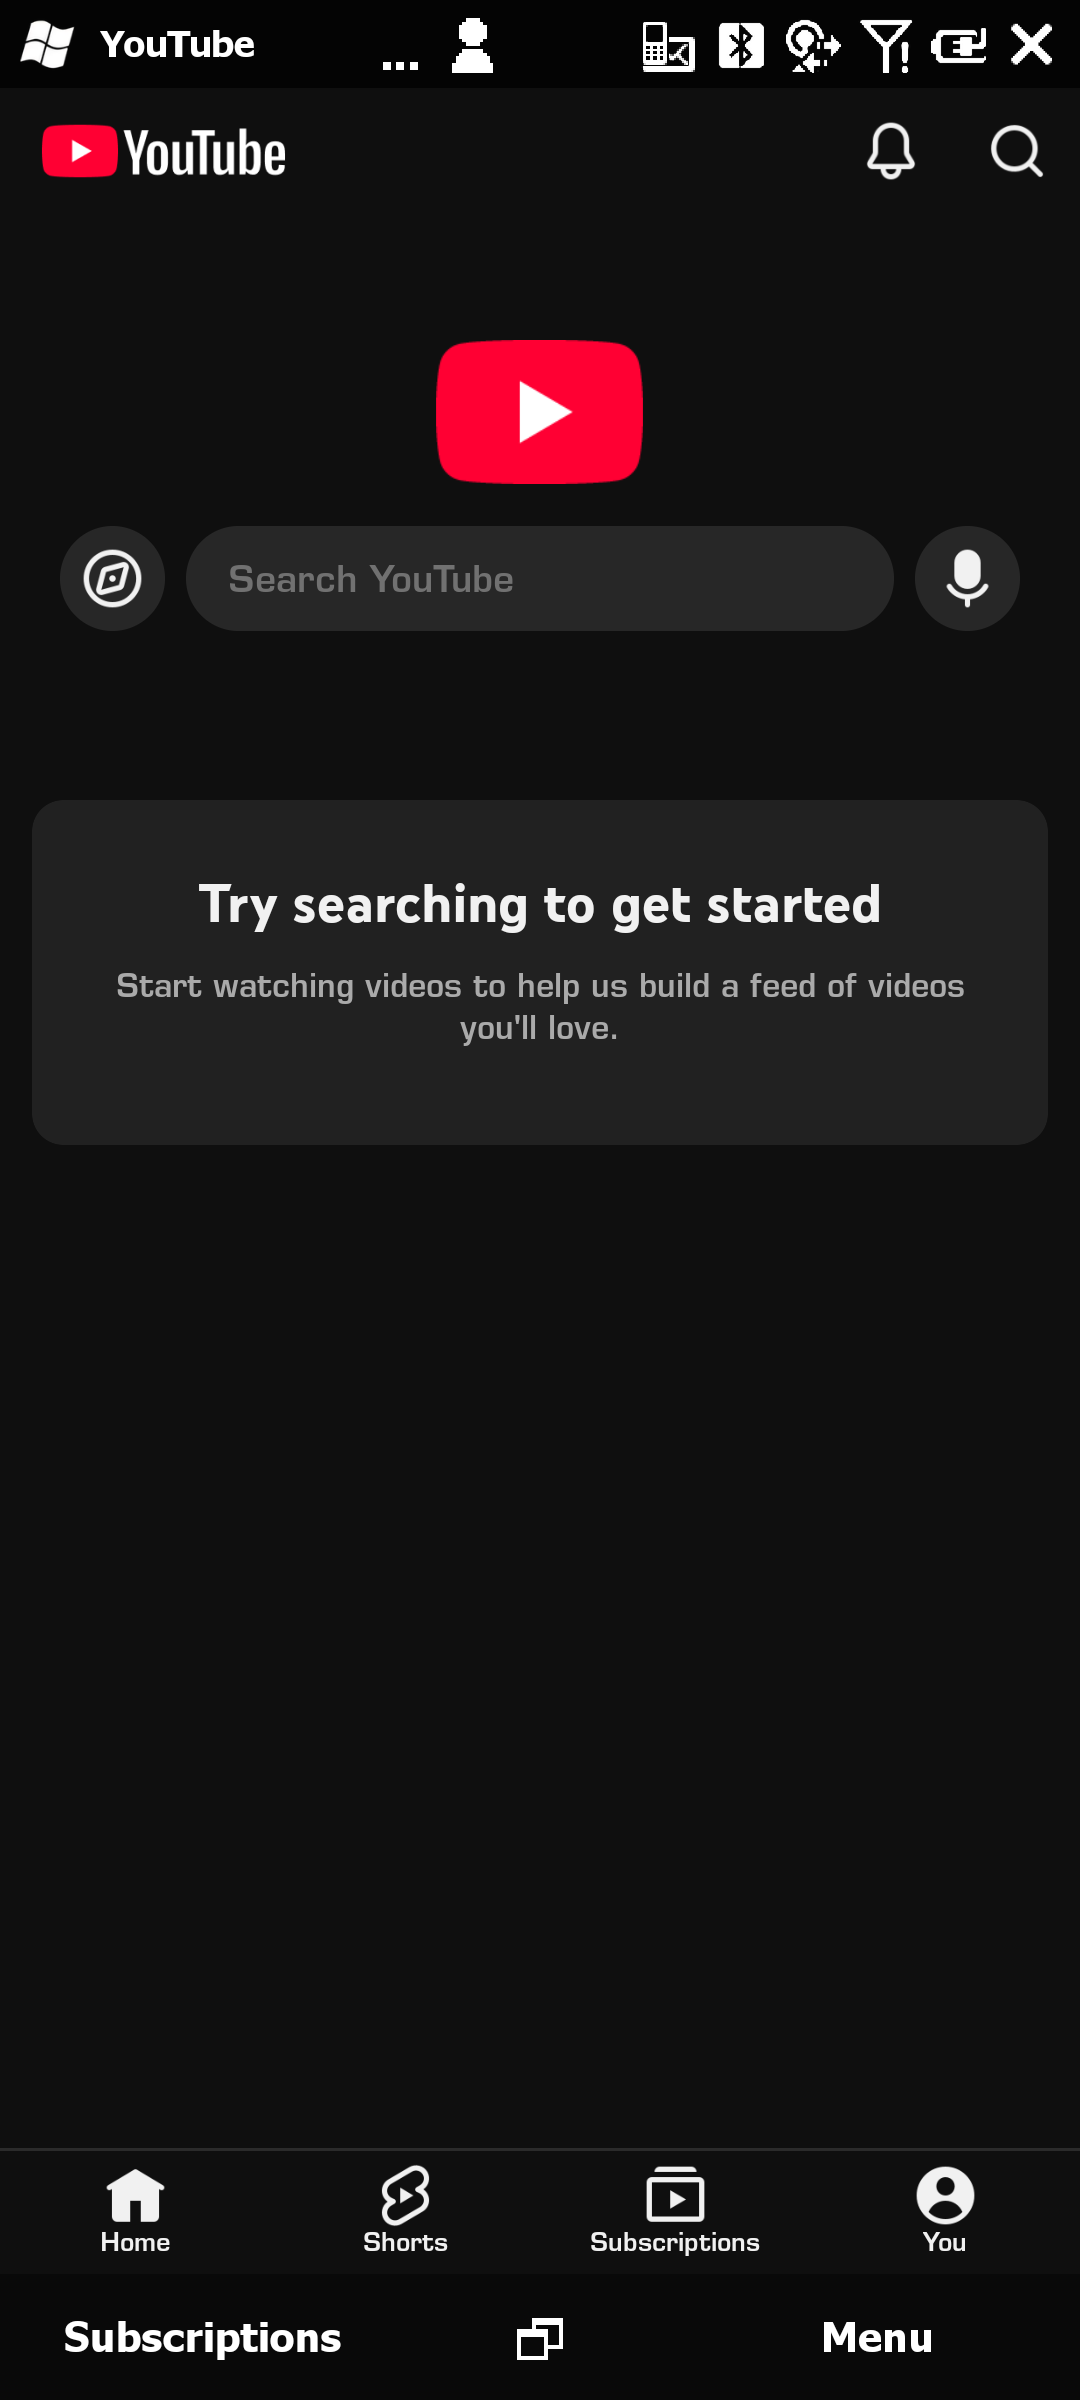 YouTube
YouTube
Search YouTube
Try searching to get started
Start watching videos to help us build a feed of videos
you'll love.
Home
Shorts
Subscriptions
You
Subscriptions
Menu